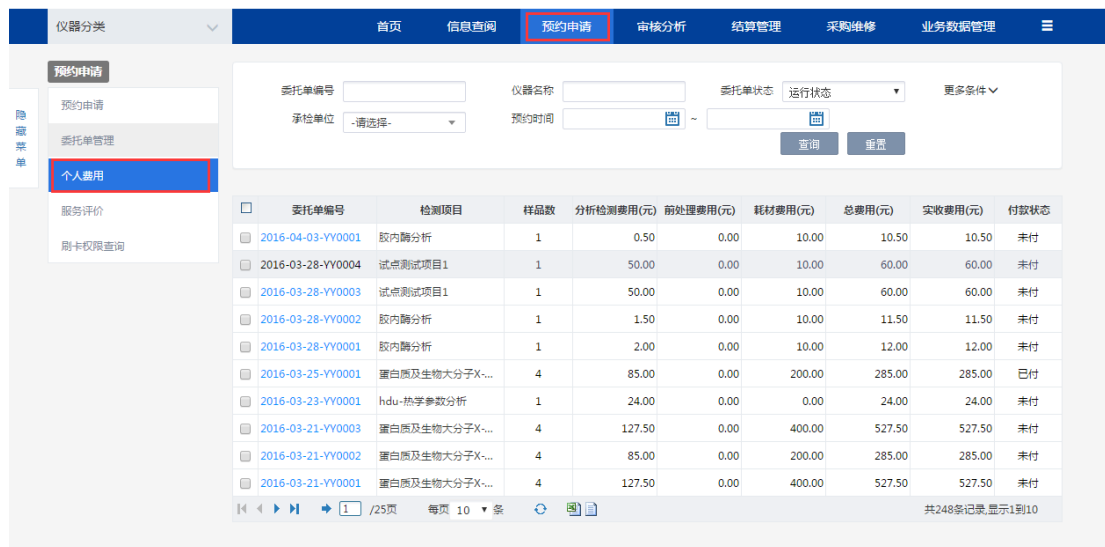 仪器分类
首页 信息查阅 预约申请 审核分析 结算管理 采购维修 业务数据管理
预约申请
预约申请
委托单管理
个人费用
服务评价
刷卡权限查询
隐藏菜单
委托单编号 仪器名称 委托单状态 运行状态 更多条件
承检单位 -请选择- 预约时间 ~
查询 重置
委托单编号 检测项目 样品数 分析检测费用(元) 前处理费用(元) 耗材费用(元) 总费用(元) 实收费用(元) 付款状态
2016-04-03-YY0001 胶内酶分析 1 0.50 0.00 10.00 10.50 10.50 未付
2016-03-28-YY0004 试点测试项目1 1 50.00 0.00 10.00 60.00 60.00 未付
2016-03-28-YY0003 试点测试项目1 1 50.00 0.00 10.00 60.00 60.00 未付
2016-03-28-YY0002 胶内酶分析 1 1.50 0.00 10.00 11.50 11.50 未付
2016-03-28-YY0001 胶内酶分析 1 2.00 0.00 10.00 12.00 12.00 未付
2016-03-25-YY0001 蛋白质及生物大分子X-... 4 85.00 0.00 200.00 285.00 285.00 已付
2016-03-23-YY0001 hdu-热学参数分析 1 24.00 0.00 0.00 24.00 24.00 未付
2016-03-21-YY0003 蛋白质及生物大分子X-... 4 127.50 0.00 400.00 527.50 527.50 未付
2016-03-21-YY0002 蛋白质及生物大分子X-... 4 85.00 0.00 200.00 285.00 285.00 未付
2016-03-21-YY0001 蛋白质及生物大分子X-... 4 127.50 0.00 400.00 527.50 527.50 未付
1 /25页 每页 10 条 共248条记录,显示1到10